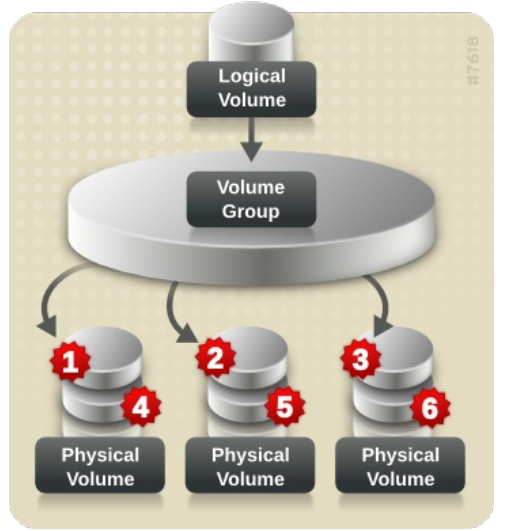 #7618
Logical
Volume
Volume
Group
1
2
3
4
5
6
Physical
Volume
Physical
Volume
Physical
Volume